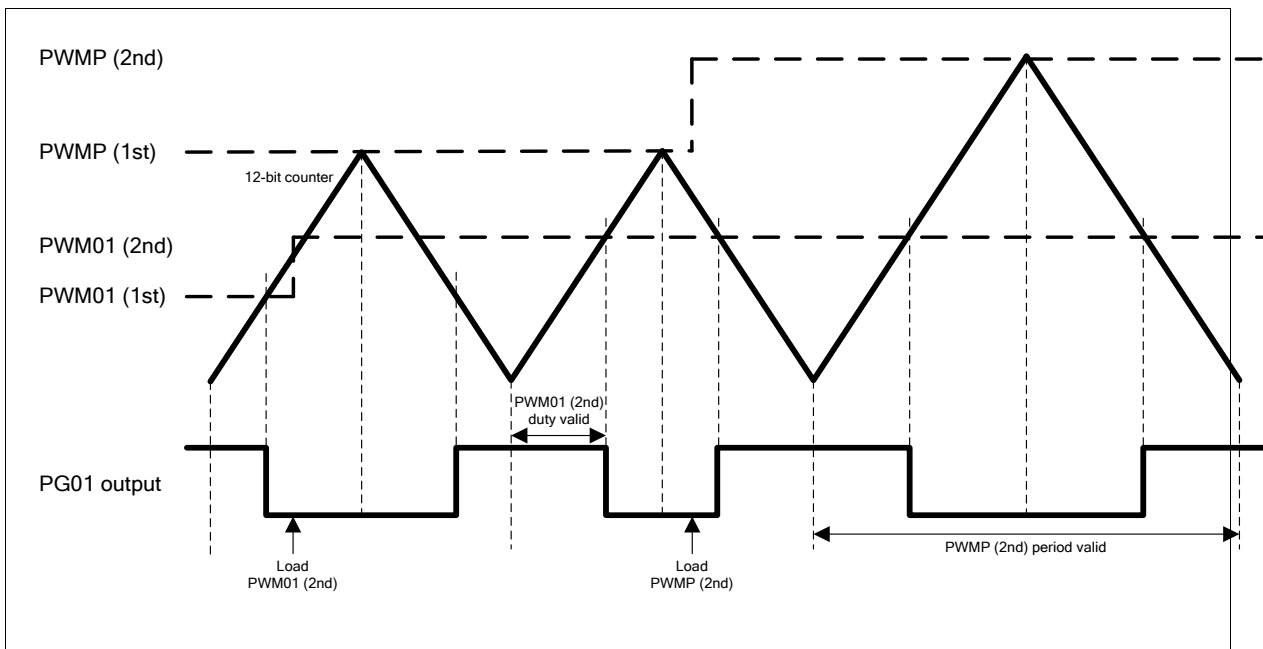 PWMP (2nd)
PWMP (1st)
12-bit counter
PWM01 (2nd)
PWM01 (1st)
PWM01 (2nd)
duty valid
PG01 output
PWMP (2nd) period valid
Load
PWM01 (2nd)
Load
PWMP (2nd)